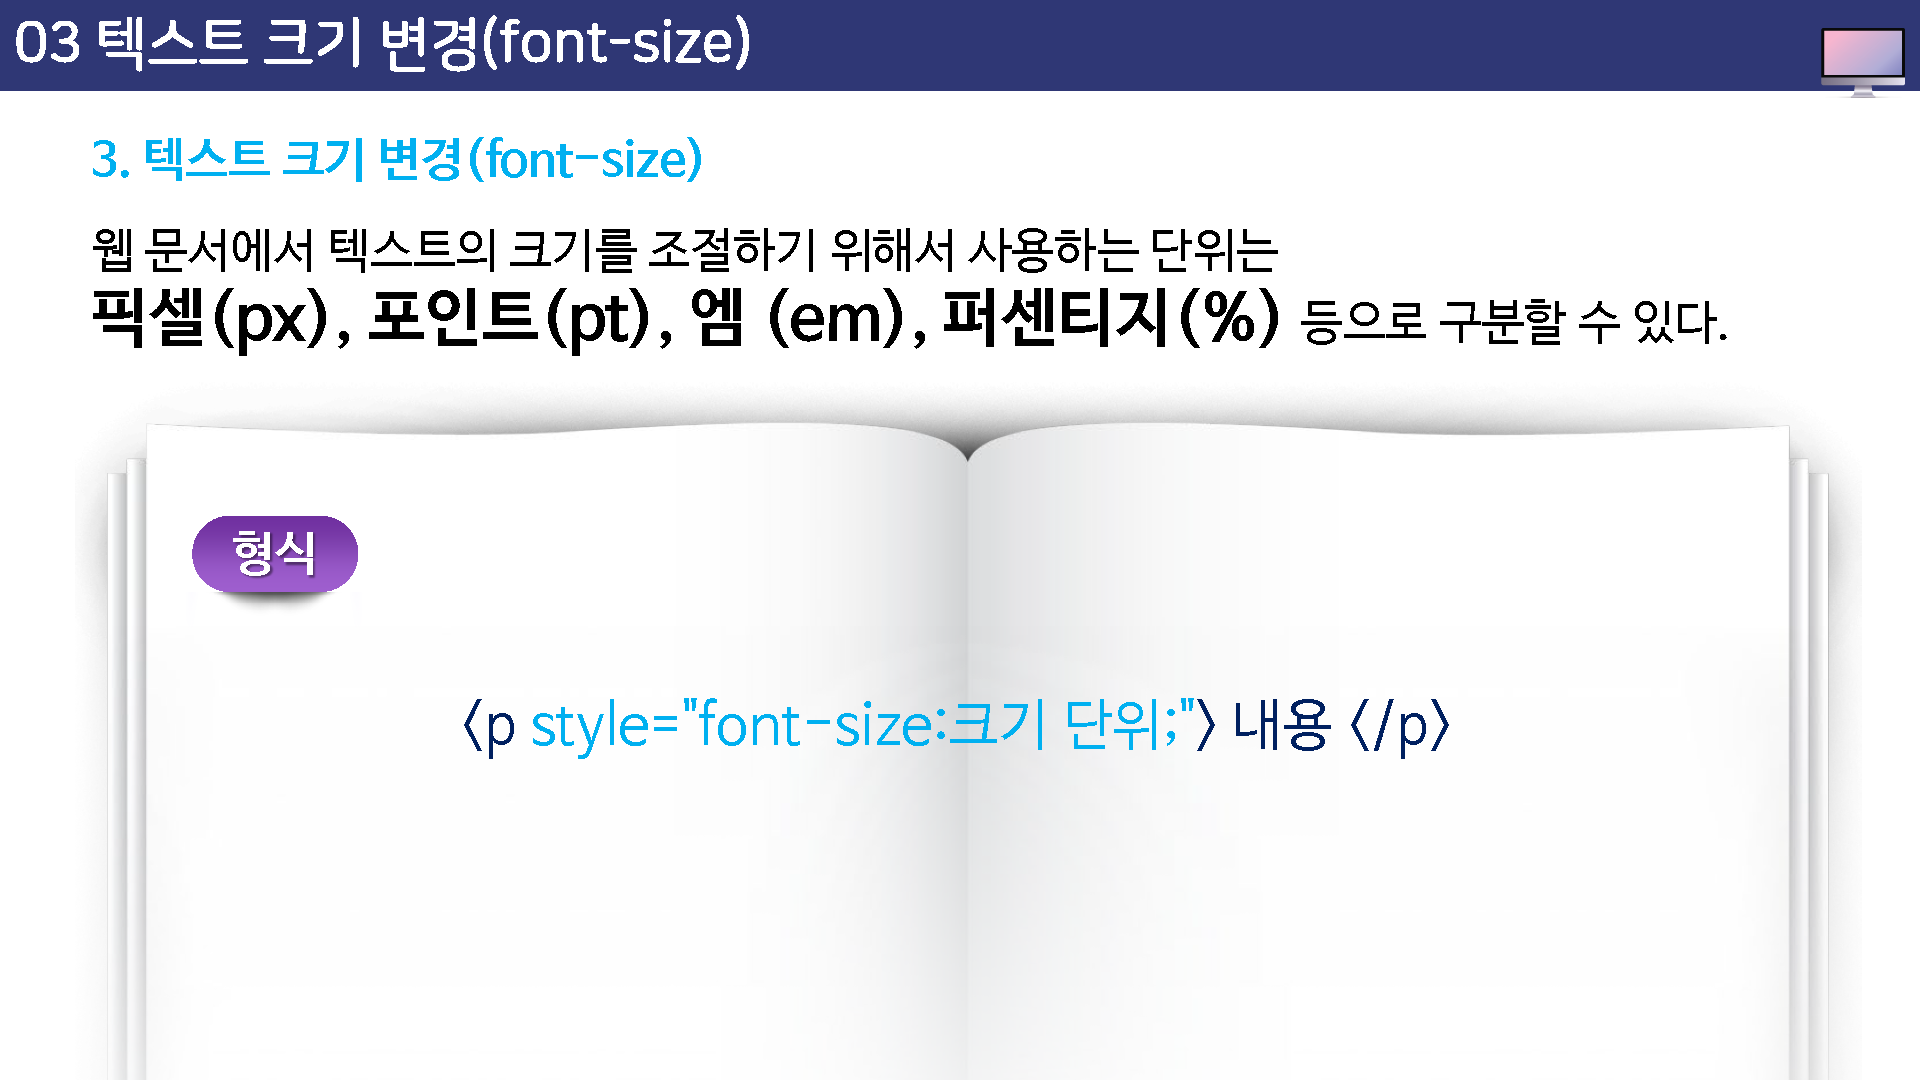 03 텍스트 크기 변경(font-size)
3. 텍스트 크기 변경(font-size)
웹 문서에서 텍스트의 크기를 조절하기 위해서 사용하는 단위는
픽셀(px), 포인트(pt), 엠 (em), 퍼센티지(%) 등으로 구분할 수 있다.
형식
<p style="font-size:크기 단위;"> 내용 </p>